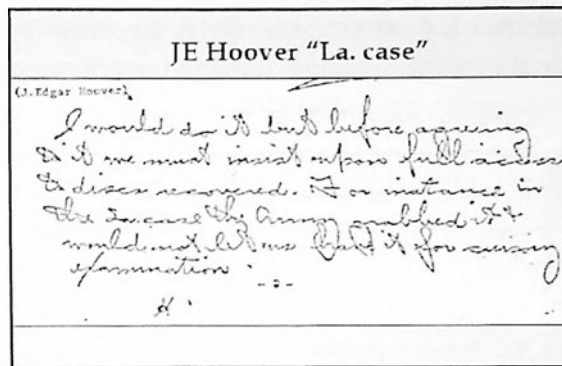 JE Hoover “La. case”
(J.Edgar Hoover)
I would do it but before agreeing
to it we must insist upon full access
to discs recovered. For instance in
the case the Army grabbed it &
would not let us have it for cursory
examination.
-2-
H